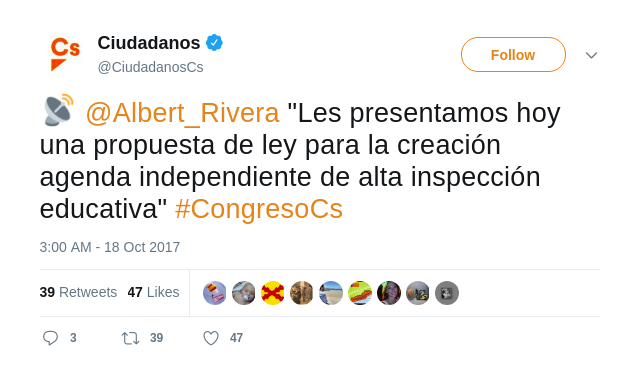 Cs
Ciudadanos
@CiudadanosCs
Follow
@Albert_Rivera "Les presentamos hoy
una propuesta de ley para la creación
agenda independiente de alta inspección
educativa" #CongresoCs
3:00 AM - 18 Oct 2017
39 Retweets 47 Likes
3 39 47